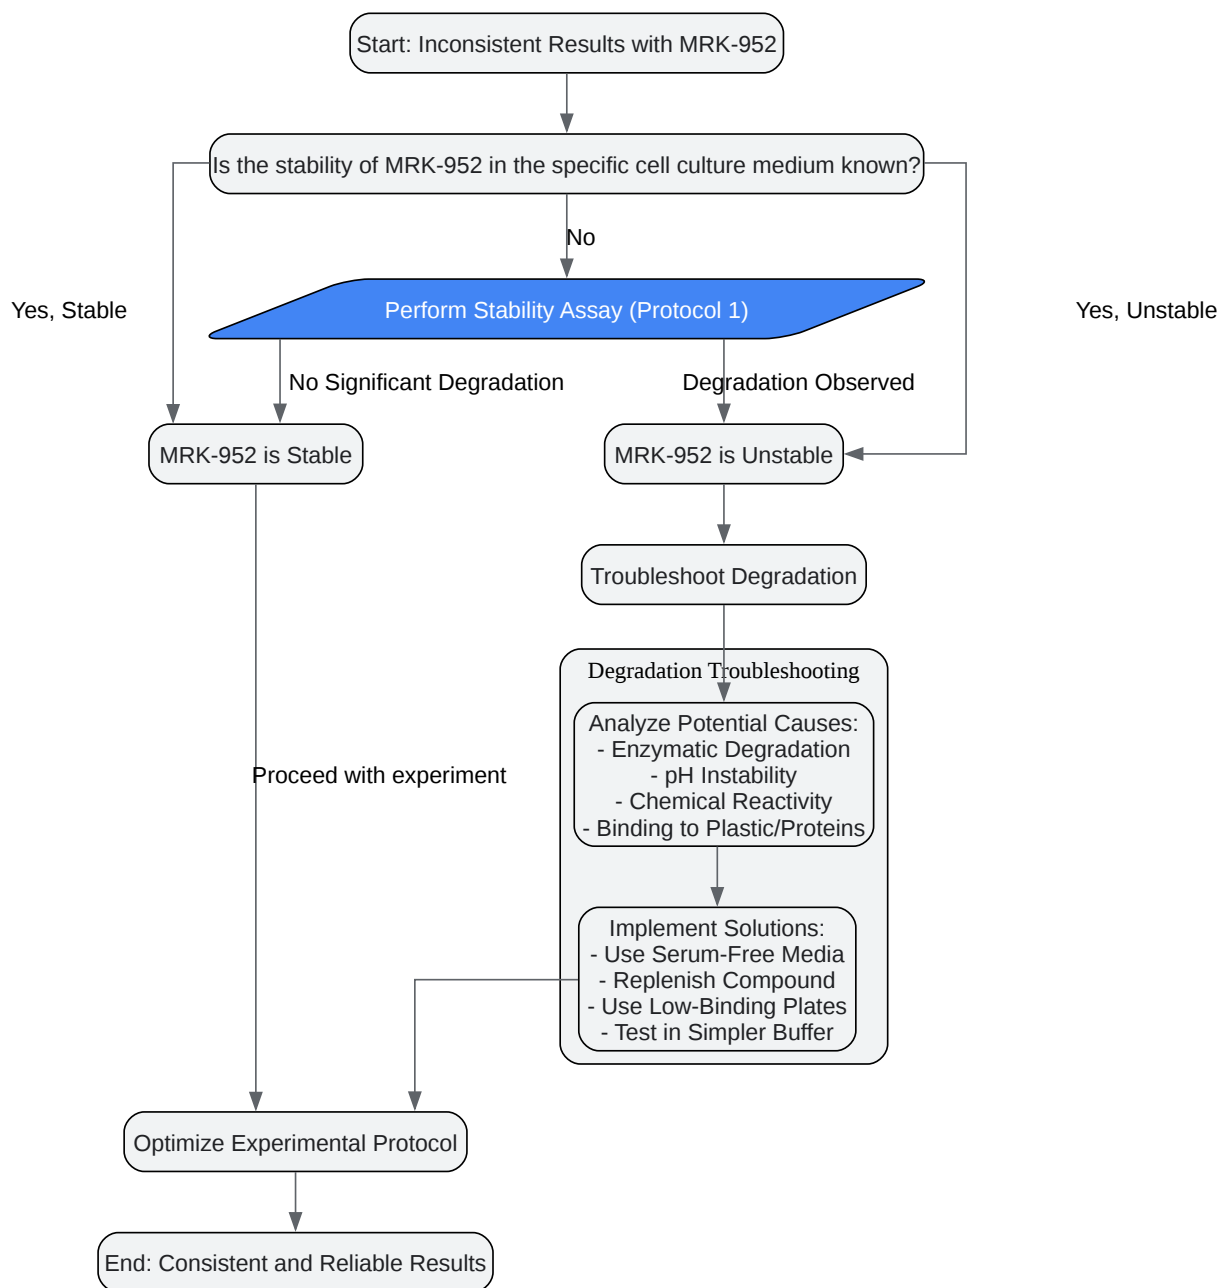 Start: Inconsistent Results with MRK-952
Is the stability of MRK-952 in the specific cell culture medium known?
No
Yes, Stable
Perform Stability Assay (Protocol 1)
Yes, Unstable
No Significant Degradation
Degradation Observed
MRK-952 is Stable
MRK-952 is Unstable
Troubleshoot Degradation
Degradation Troubleshooting
Analyze Potential Causes:
- Enzymatic Degradation
- pH Instability
- Chemical Reactivity
- Binding to Plastic/Proteins
Proceed with experiment
Implement Solutions:
- Use Serum-Free Media
- Replenish Compound
- Use Low-Binding Plates
- Test in Simpler Buffer
Optimize Experimental Protocol
End: Consistent and Reliable Results